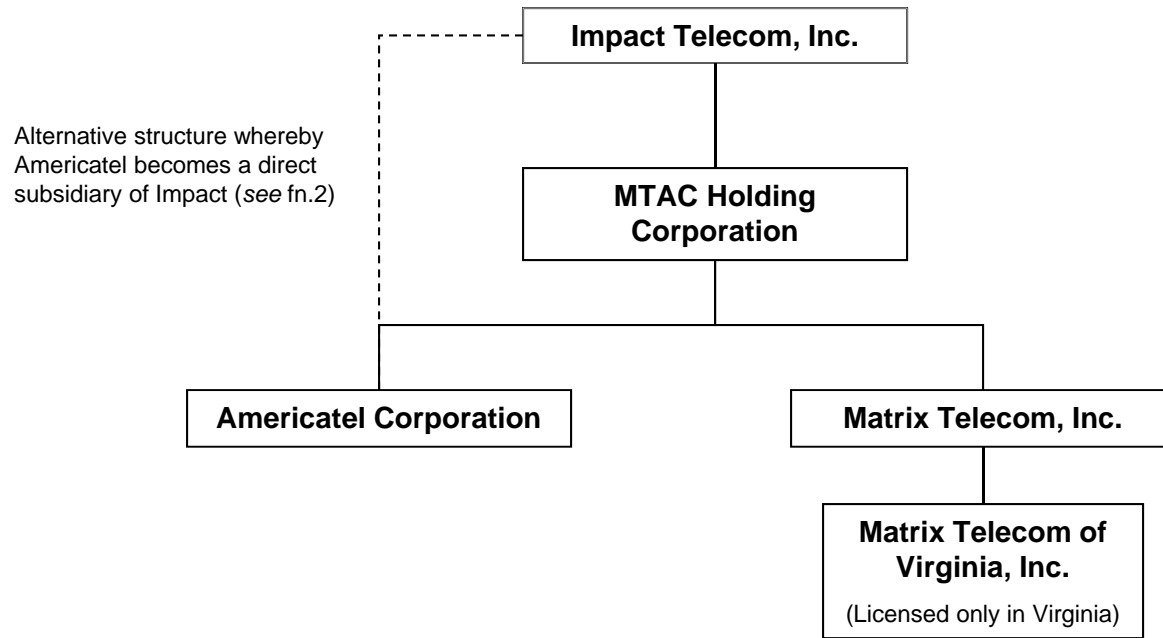 Impact Telecom, Inc.
Alternative structure whereby
Americatel becomes a direct
subsidiary of Impact (see fn.2)
MTAC Holding
Corporation
Americatel Corporation
Matrix Telecom, Inc.
Matrix Telecom of
Virginia, Inc.
(Licensed only in Virginia)